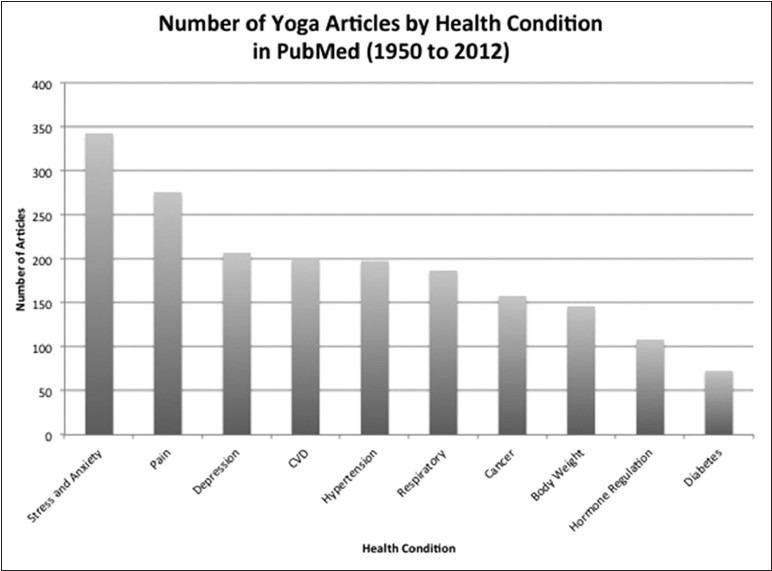 Number of Yoga Articles by Health Condition
in PubMed (1950 to 2012)
400
350
300
250
200
150
100
50
0
Number of Articles
Stress and Anxiety
Pain
Depression
CVD
Hypertension
Respiratory
Cancer
Body Weight
Hormone Regulation
Diabetes
Health Condition